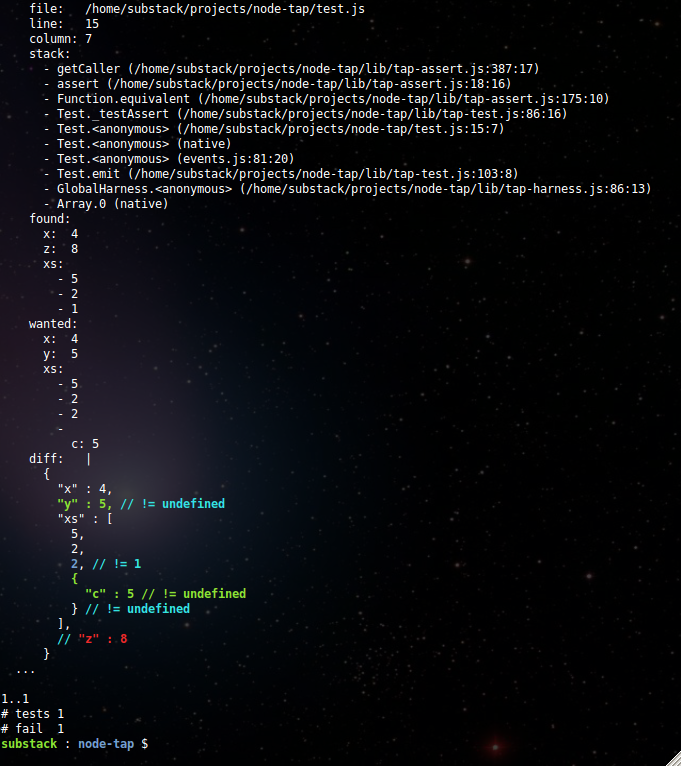 file:   /home/substack/projects/node-tap/test.js
line:   15
column: 7
stack:
- getCaller (/home/substack/projects/node-tap/lib/tap-assert.js:387:17)
- assert (/home/substack/projects/node-tap/lib/tap-assert.js:18:16)
- Function.equivalent (/home/substack/projects/node-tap/lib/tap-assert.js:175:10)
- Test._testAssert (/home/substack/projects/node-tap/lib/tap-test.js:86:16)
- Test.<anonymous> (/home/substack/projects/node-tap/test.js:15:7)
- Test.<anonymous> (native)
- Test.<anonymous> (events.js:81:20)
- Test.emit (/home/substack/projects/node-tap/lib/tap-test.js:103:8)
- GlobalHarness.<anonymous> (/home/substack/projects/node-tap/lib/tap-harness.js:86:13)
- Array.0 (native)
found:
x:  4
z:  8
xs:
- 5
- 2
- 1
wanted:
x:  4
y:  5
xs:
- 5
- 2
- 2
-
c: 5
diff:   |
{
"x" : 4,
"y" : 5, // != undefined
"xs" : [
5,
2,
2, // != 1
{
"c" : 5 // != undefined
} // != undefined
],
// "z" : 8
}
...
1..1
# tests 1
# fail  1
substack : node-tap $